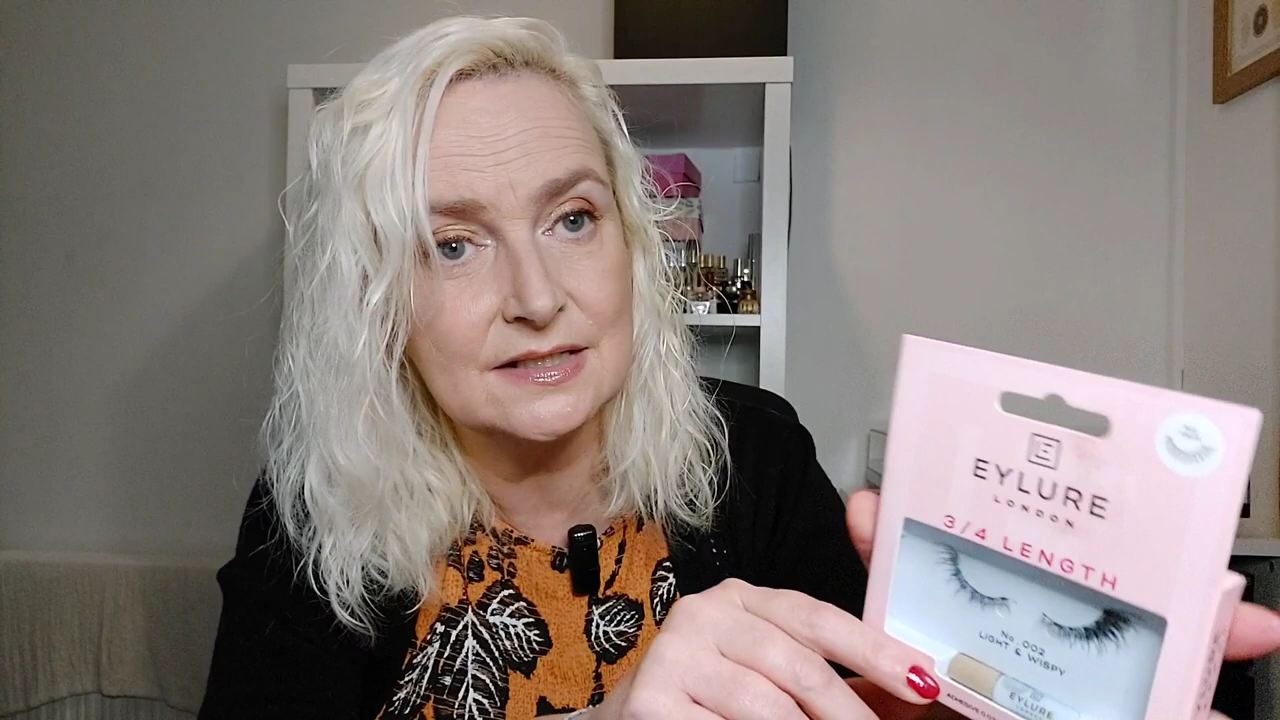 EYLURE
LONDON
3/4 LENGTH
No. 002
LIGHT & WISPY
EYLURE